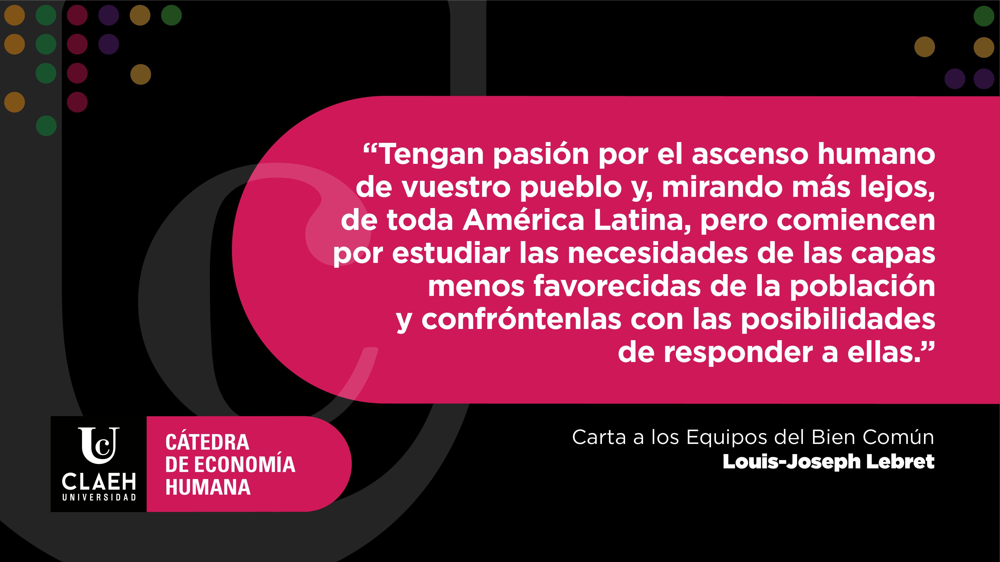 “Tengan pasión por el ascenso humano
de vuestro pueblo y, mirando más lejos,
de toda América Latina, pero comiencen
por estudiar las necesidades de las capas
menos favorecidas de la población
y confróntenlas con las posibilidades
de responder a ellas.”
Carta a los Equipos del Bien Común
Louis-Joseph Lebret
UC
CLAEH
UNIVERSIDAD
CÁTEDRA
DE ECONOMÍA
HUMANA